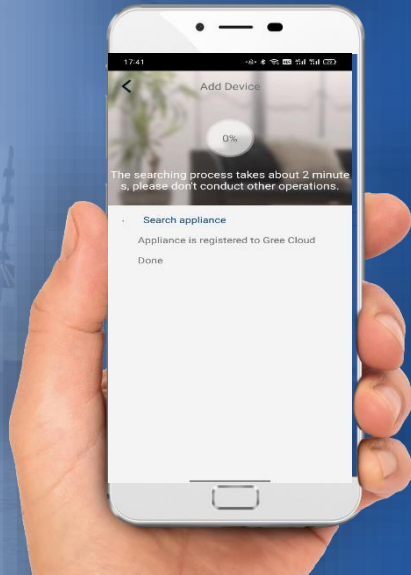 17:41
Add Device
0%
The searching process takes about 2 minute
s, please don't conduct other operations.
Search appliance
Appliance is registered to Gree Cloud
Done